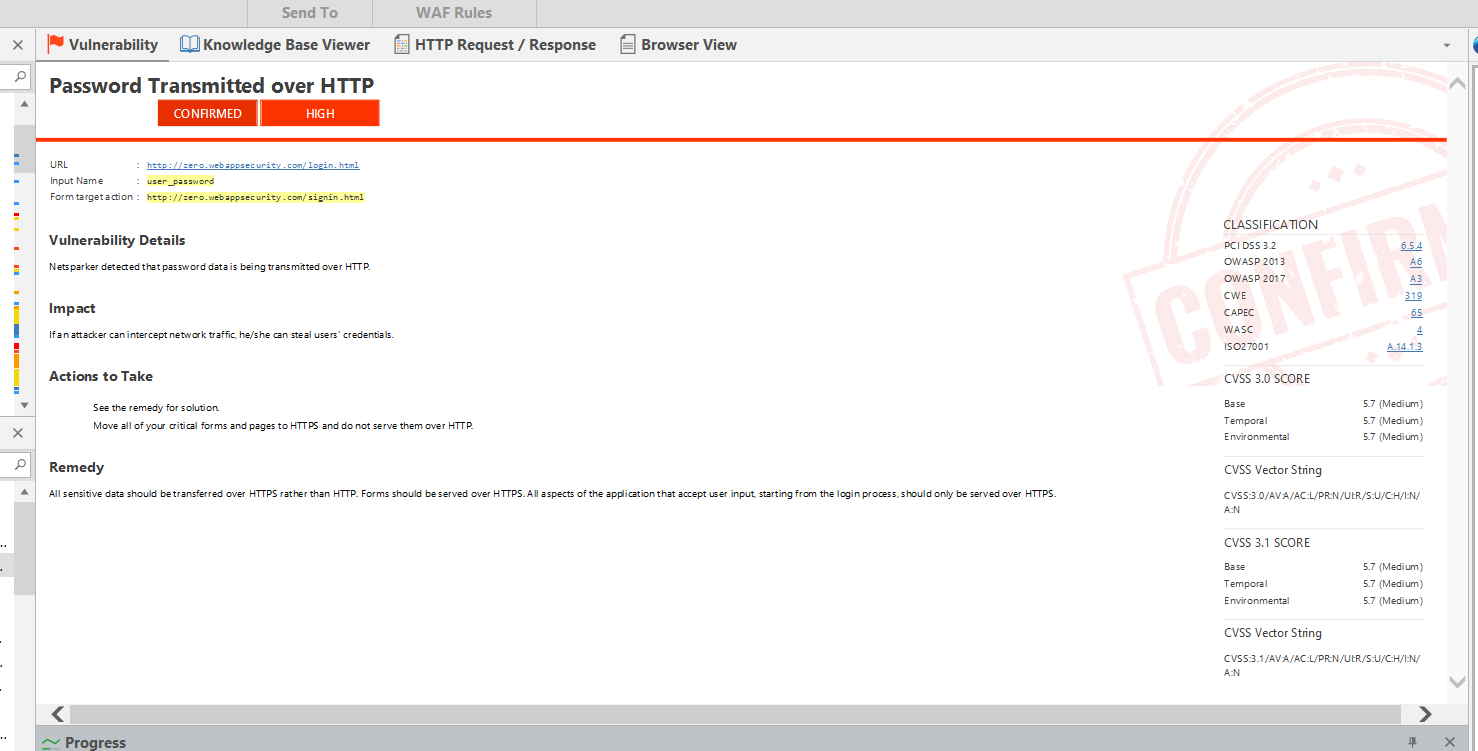 Send To WAF Rules
Vulnerability Knowledge Base Viewer HTTP Request / Response Browser View
Password Transmitted over HTTP
CONFIRMED HIGH
URL : http://zero.webappsecurity.com/login.html
Input Name : user_password
Form target action : http://zero.webappsecurity.com/signin.html
Vulnerability Details
Netsparker detected that password data is being transmitted over HTTP.
Impact
If an attacker can intercept network traffic, he/she can steal users' credentials.
Actions to Take
See the remedy for solution.
Move all of your critical forms and pages to HTTPS and do not serve them over HTTP.
Remedy
All sensitive data should be transferred over HTTPS rather than HTTP. Forms should be served over HTTPS. All aspects of the application that accept user input, starting from the login process, should only be served over HTTPS.
CONFIRM
CLASSIFICATION
PCI DSS 3.2 6.5.4
OWASP 2013 A6
OWASP 2017 A3
CWE 319
CAPEC 65
WASC 4
ISO27001 A.14.1.3
CVSS 3.0 SCORE
Base 5.7 (Medium)
Temporal 5.7 (Medium)
Environmental 5.7 (Medium)
CVSS Vector String
CVSS:3.0/AV:A/AC:L/PR:N/UI:R/S:U/C:H/I:N/
A:N
CVSS 3.1 SCORE
Base 5.7 (Medium)
Temporal 5.7 (Medium)
Environmental 5.7 (Medium)
CVSS Vector String
CVSS:3.1/AV:A/AC:L/PR:N/UI:R/S:U/C:H/I:N/
A:N
Progress